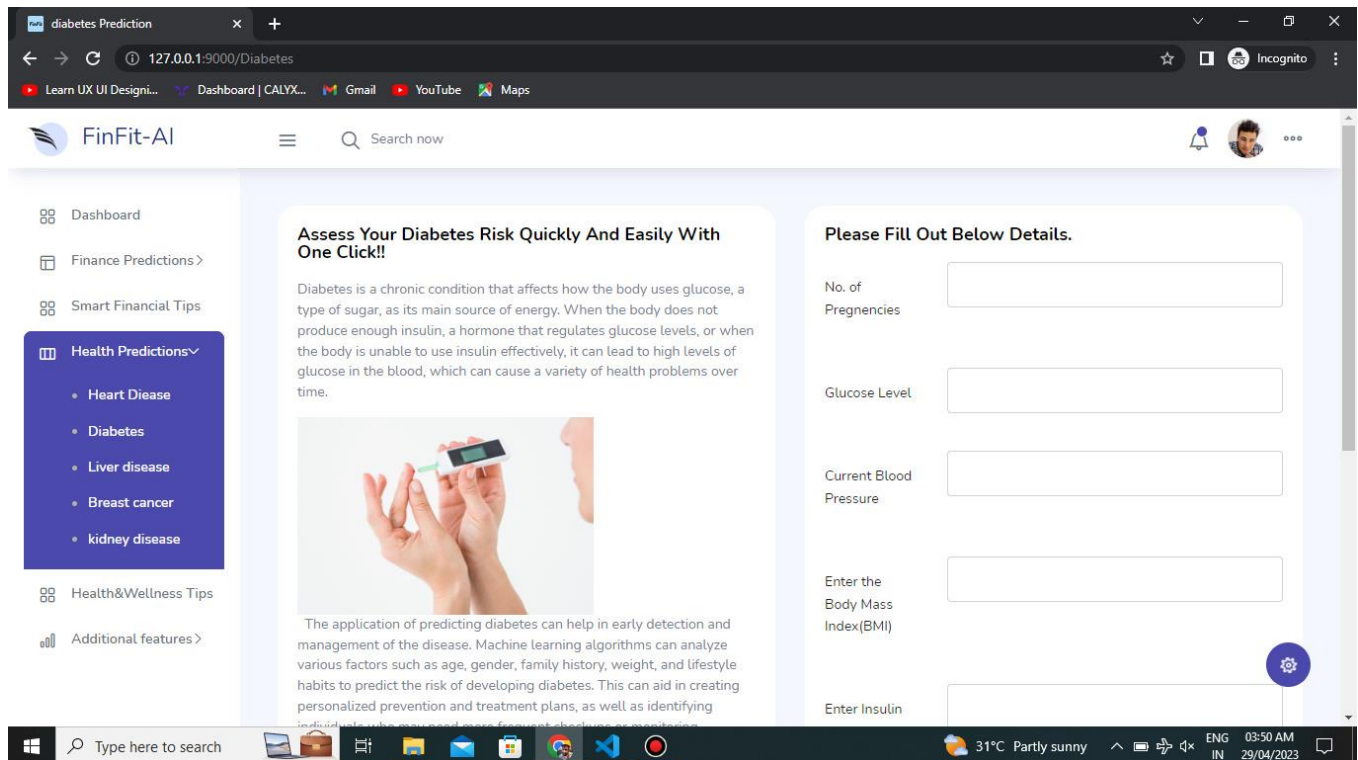 diabetes Prediction
127.0.0.1:9000/Diabetes
Incognito
Learn UX UI Designi...
Dashboard | CALYX...
Gmail
YouTube
Maps
FinFit-AI
Search now
Dashboard
Finance Predictions >
Smart Financial Tips
Health Predictions
Heart Diease
Diabetes
Liver disease
Breast cancer
kidney disease
Health&Wellness Tips
Additional features >
Assess Your Diabetes Risk Quickly And Easily With
One Click!!
Diabetes is a chronic condition that affects how the body uses glucose, a
type of sugar, as its main source of energy. When the body does not
produce enough insulin, a hormone that regulates glucose levels, or when
the body is unable to use insulin effectively, it can lead to high levels of
glucose in the blood, which can cause a variety of health problems over
time.
The application of predicting diabetes can help in early detection and
management of the disease. Machine learning algorithms can analyze
various factors such as age, gender, family history, weight, and lifestyle
habits to predict the risk of developing diabetes. This can aid in creating
personalized prevention and treatment plans, as well as identifying
individuals who may need more frequent checkups or monitoring
Please Fill Out Below Details.
No. of
Pregnencies
Glucose Level
Current Blood
Pressure
Enter the
Body Mass
Index(BMI)
Enter Insulin
Type here to search
31°C Partly sunny
ENG
IN
03:50 AM
29/04/2023